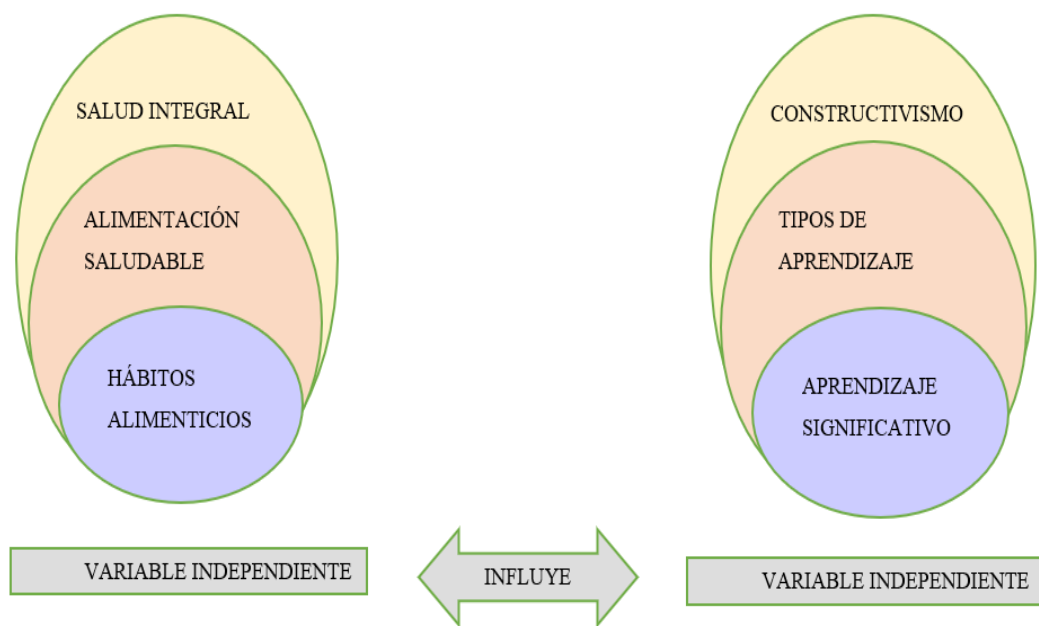 SALUD INTEGRAL
ALIMENTACIÓN
SALUDABLE
HÁBITOS
ALIMENTICIOS
VARIABLE INDEPENDIENTE
INFLUYE
CONSTRUCTIVISMO
TIPOS DE
APRENDIZAJE
APRENDIZAJE
SIGNIFICATIVO
VARIABLE INDEPENDIENTE